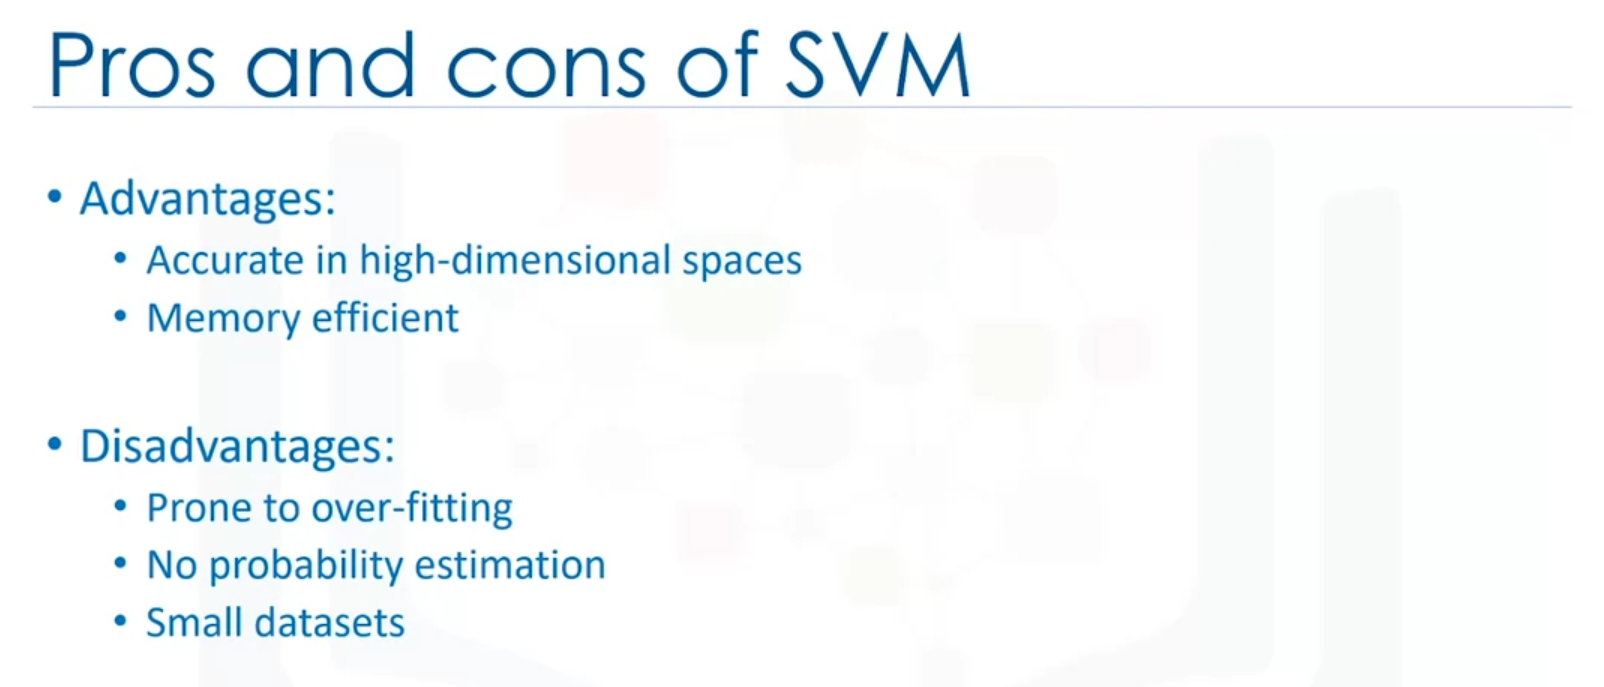 Pros and cons of SVM
• Advantages:
• Accurate in high-dimensional spaces
• Memory efficient
• Disadvantages:
• Prone to over-fitting
• No probability estimation
• Small datasets